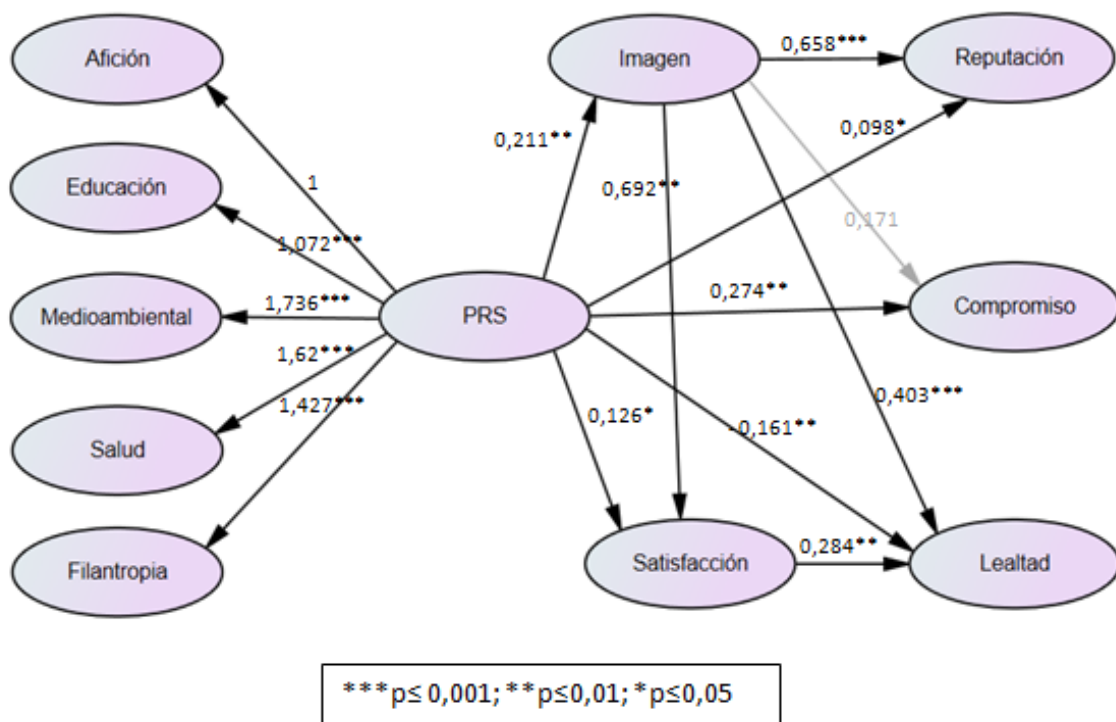 Afición
Imagen
0,658***
Reputación
0,211**
0,098*
Educación
1
0,692**
1,072***
0,171
Medioambiental
1,736***
PRS
0,274**
Compromiso
1,62***
1,427***
0,126*
-0,161**
0,403***
Salud
Filantropia
Satisfacción
0,284**
Lealtad
***p≤ 0,001; **p≤0,01; *p≤0,05